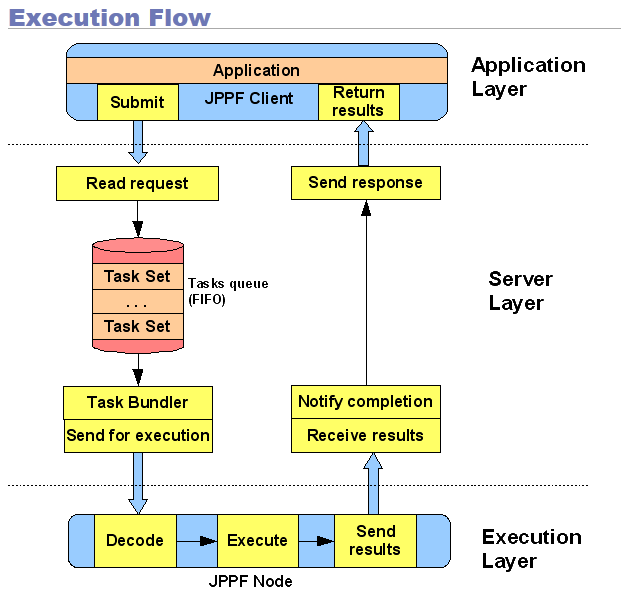 Execution Flow
Application
Submit
JPPF Client
Return
results
Application
Layer
Read request
Send response
Task Set
. . .
Task Set
Tasks queue
(FIFO)
Server
Layer
Task Bundler
Send for execution
Notify completion
Receive results
Decode
Execute
Send
results
JPPF Node
Execution
Layer